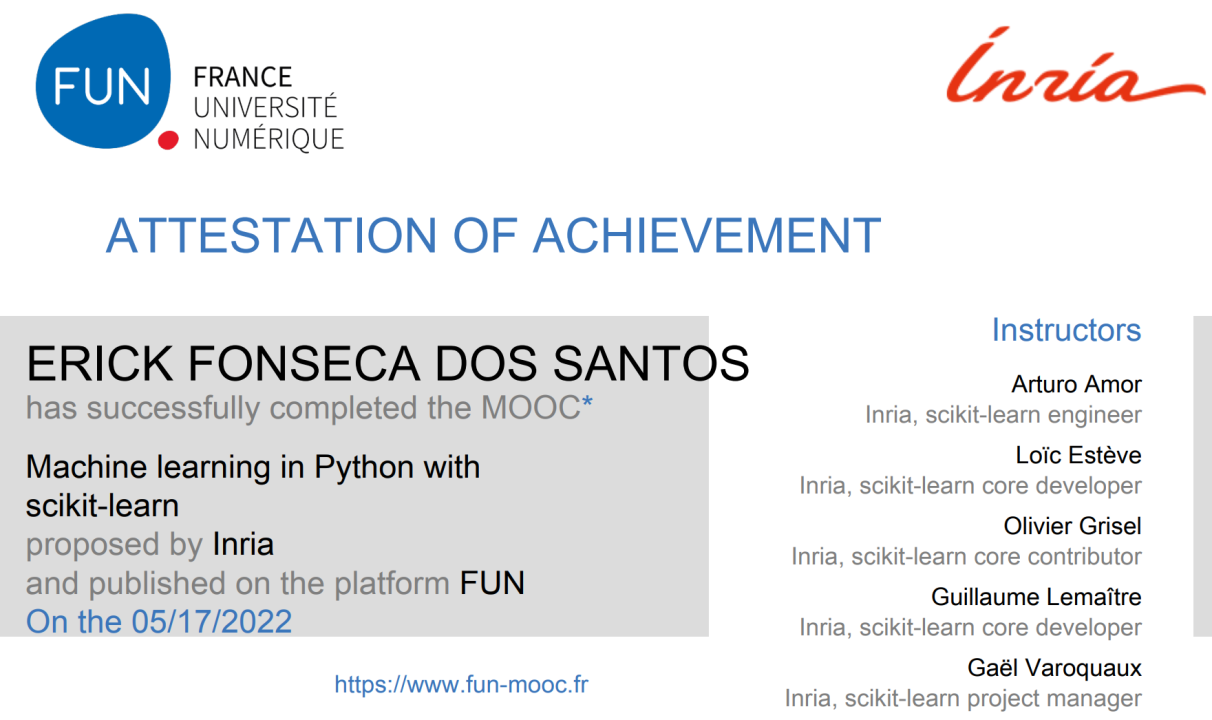 FUN
FRANCE
UNIVERSITÉ
NUMÉRIQUE
Inria
ATTESTATION OF ACHIEVEMENT
ERICK FONSECA DOS SANTOS
has successfully completed the MOOC*
Machine learning in Python with
scikit-learn
proposed by Inria
and published on the platform FUN
On the 05/17/2022
https://www.fun-mooc.fr
Instructors
Arturo Amor
Inria, scikit-learn engineer
Loïc Estève
Inria, scikit-learn core developer
Olivier Grisel
Inria, scikit-learn core contributor
Guillaume Lemaître
Inria, scikit-learn core developer
Gaël Varoquaux
Inria, scikit-learn project manager